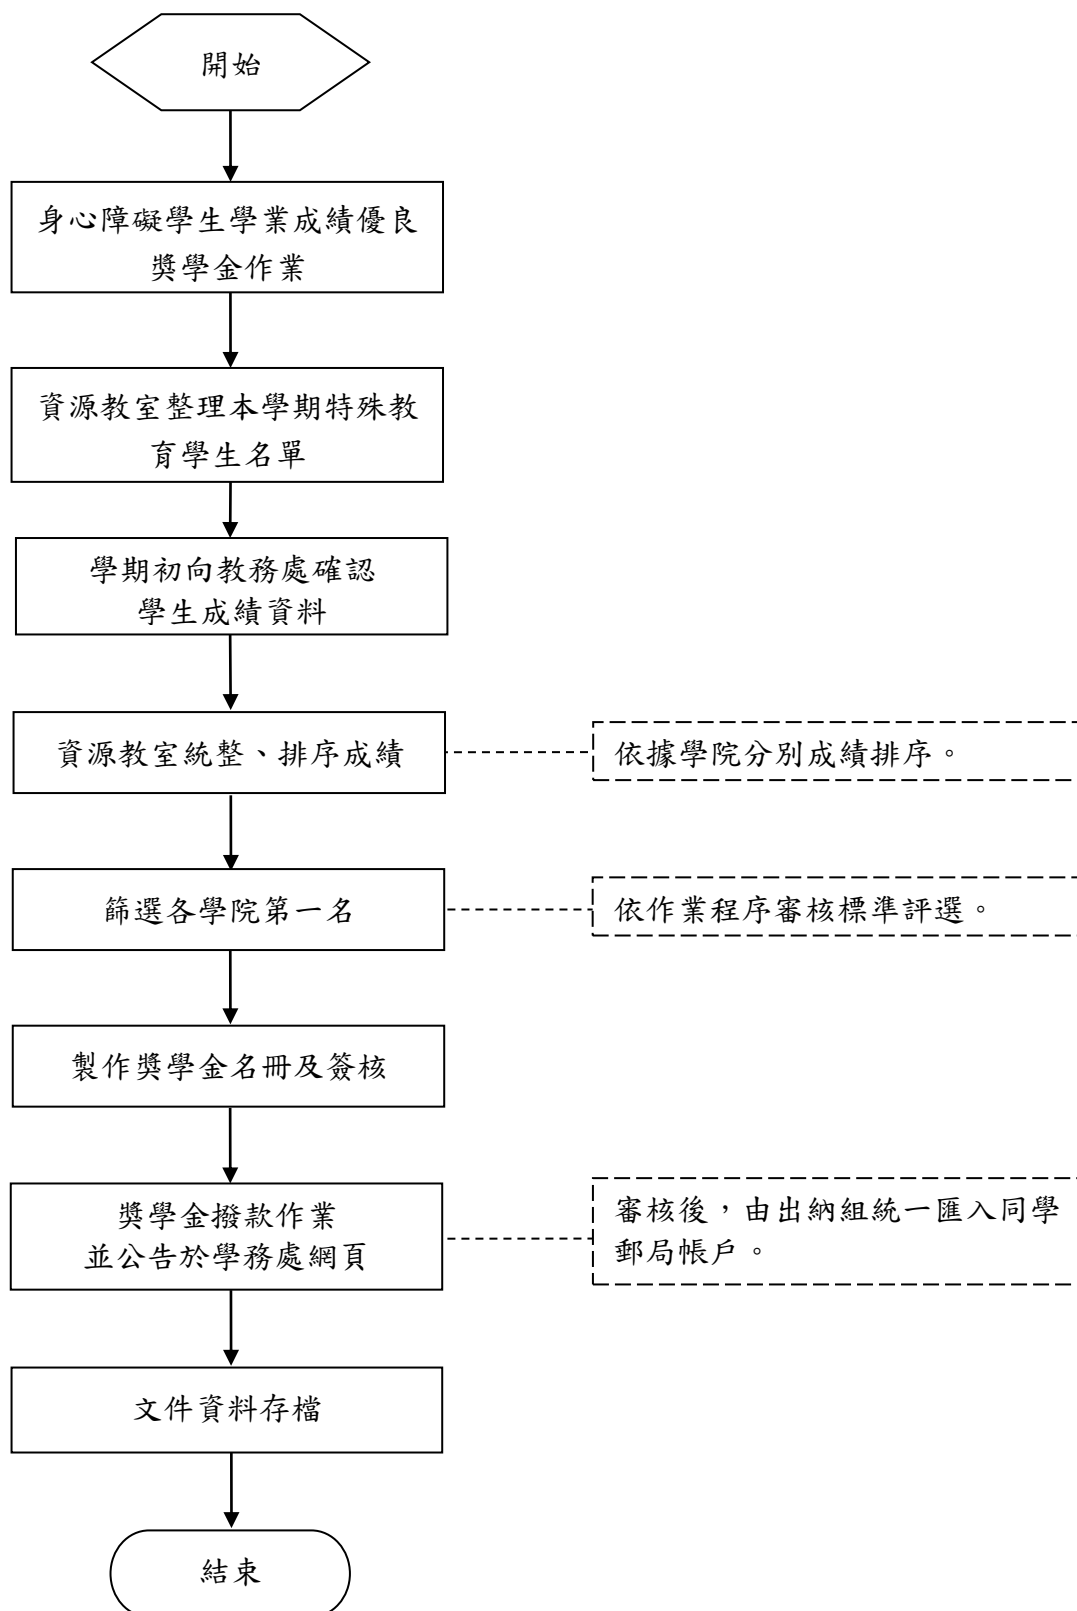 開始
身心障礙學生學業成績優良
獎學金作業
資源教室整理本學期特殊教
育學生名單
學期初向教務處確認
學生成績資料
資源教室統整、排序成績
依據學院分別成績排序。
篩選各學院第一名
依作業程序審核標準評選。
製作獎學金名冊及簽核
獎學金撥款作業
並公告於學務處網頁
審核後，由出納組統一匯入同學
郵局帳戶。
文件資料存檔
結束